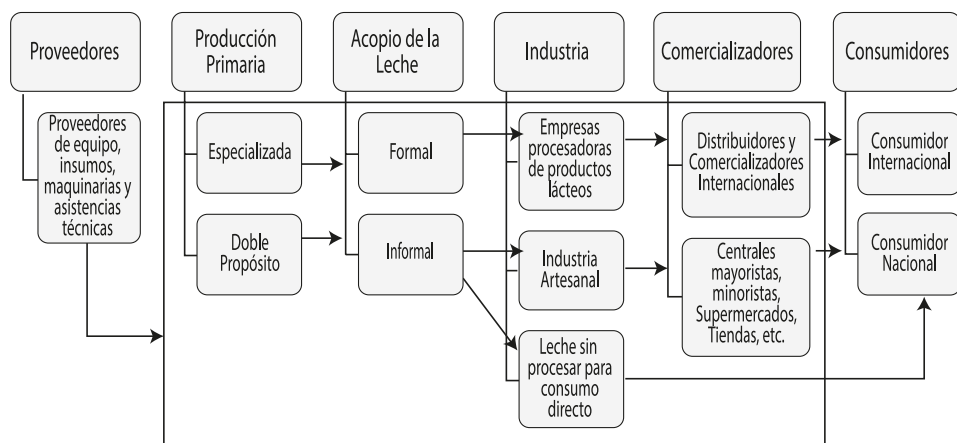 Proveedores
Producción
Primaria
Acopio de la
Leche
Industria
Comercializadores
Consumidores
Proveedores
de equipo,
insumos,
maquinarias y
asistencias
técnicas
Especializada
Formal
Empresas
procesadoras
de productos
lácteos
Distribuidores y
Comercializadores
Internacionales
Consumidor
Internacional
Doble
Propósito
Informal
Industria
Artesanal
Centrales
mayoristas,
minoristas,
Supermercados,
Tiendas, etc.
Consumidor
Nacional
Leche sin
procesar para
consumo
directo